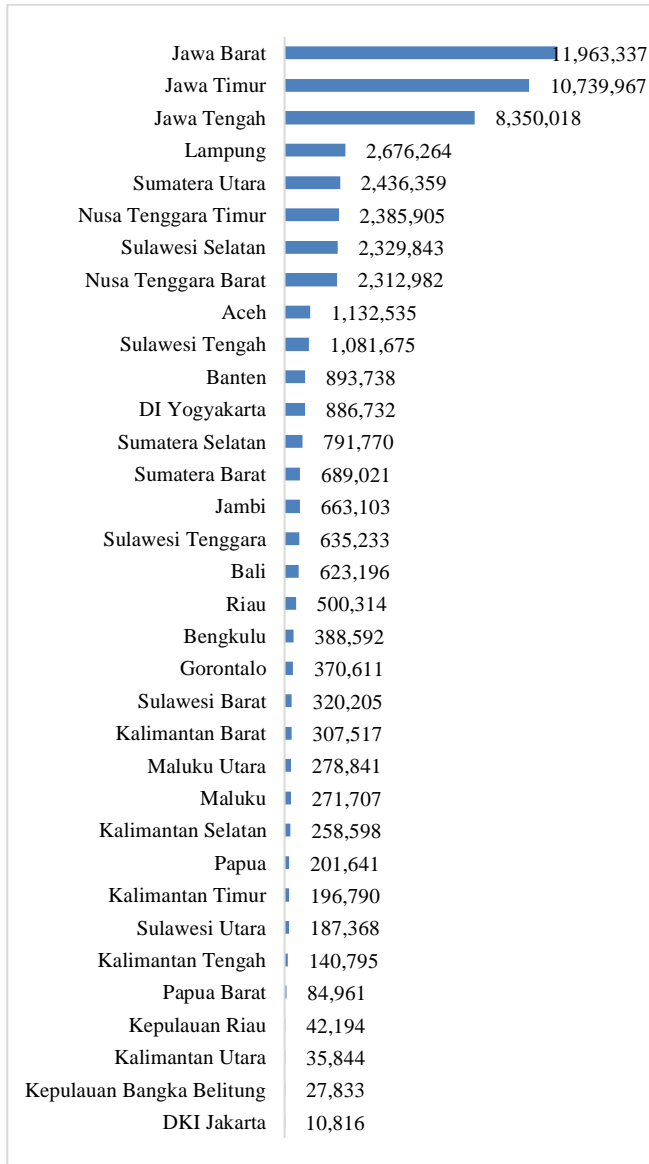 Jawa Barat 11,963,337
Jawa Timur 10,739,967
Jawa Tengah 8,350,018
Lampung 2,676,264
Sumatera Utara 2,436,359
Nusa Tenggara Timur 2,385,905
Sulawesi Selatan 2,329,843
Nusa Tenggara Barat 2,312,982
Aceh 1,132,535
Sulawesi Tengah 1,081,675
Banten 893,738
DI Yogyakarta 886,732
Sumatera Selatan 791,770
Sumatera Barat 689,021
Jambi 663,103
Sulawesi Tenggara 635,233
Bali 623,196
Riau 500,314
Bengkulu 388,592
Gorontalo 370,611
Sulawesi Barat 320,205
Kalimantan Barat 307,517
Maluku Utara 278,841
Maluku 271,707
Kalimantan Selatan 258,598
Papua 201,641
Kalimantan Timur 196,790
Sulawesi Utara 187,368
Kalimantan Tengah 140,795
Papua Barat 84,961
Kepulauan Riau 42,194
Kalimantan Utara 35,844
Kepulauan Bangka Belitung 27,833
DKI Jakarta 10,816